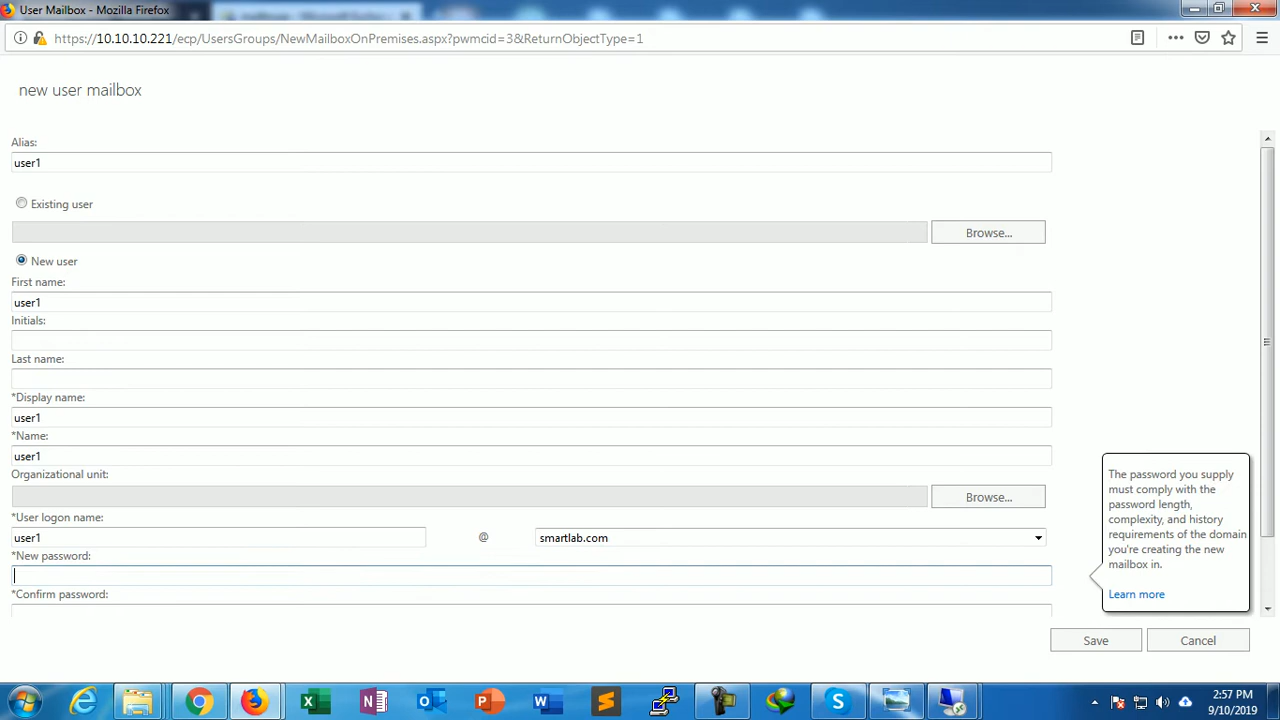 User Mailbox - Mozilla Firefox
https://10.10.10.221/ecp/UsersGroups/NewMailboxOnPremises.aspx?pwmcid=3&ReturnObjectType=1
new user mailbox
Alias:
user1
Existing user
Browse...
New user
First name:
user1
Initials:
Last name:
*Display name:
user1
*Name:
user1
Organizational unit:
Browse...
*User logon name:
user1 @ smartlab.com
*New password:
*Confirm password:
The password you supply
must comply with the
password length,
complexity, and history
requirements of the domain
you're creating the new
mailbox in.
Learn more
Save Cancel
2:57 PM
9/10/2019